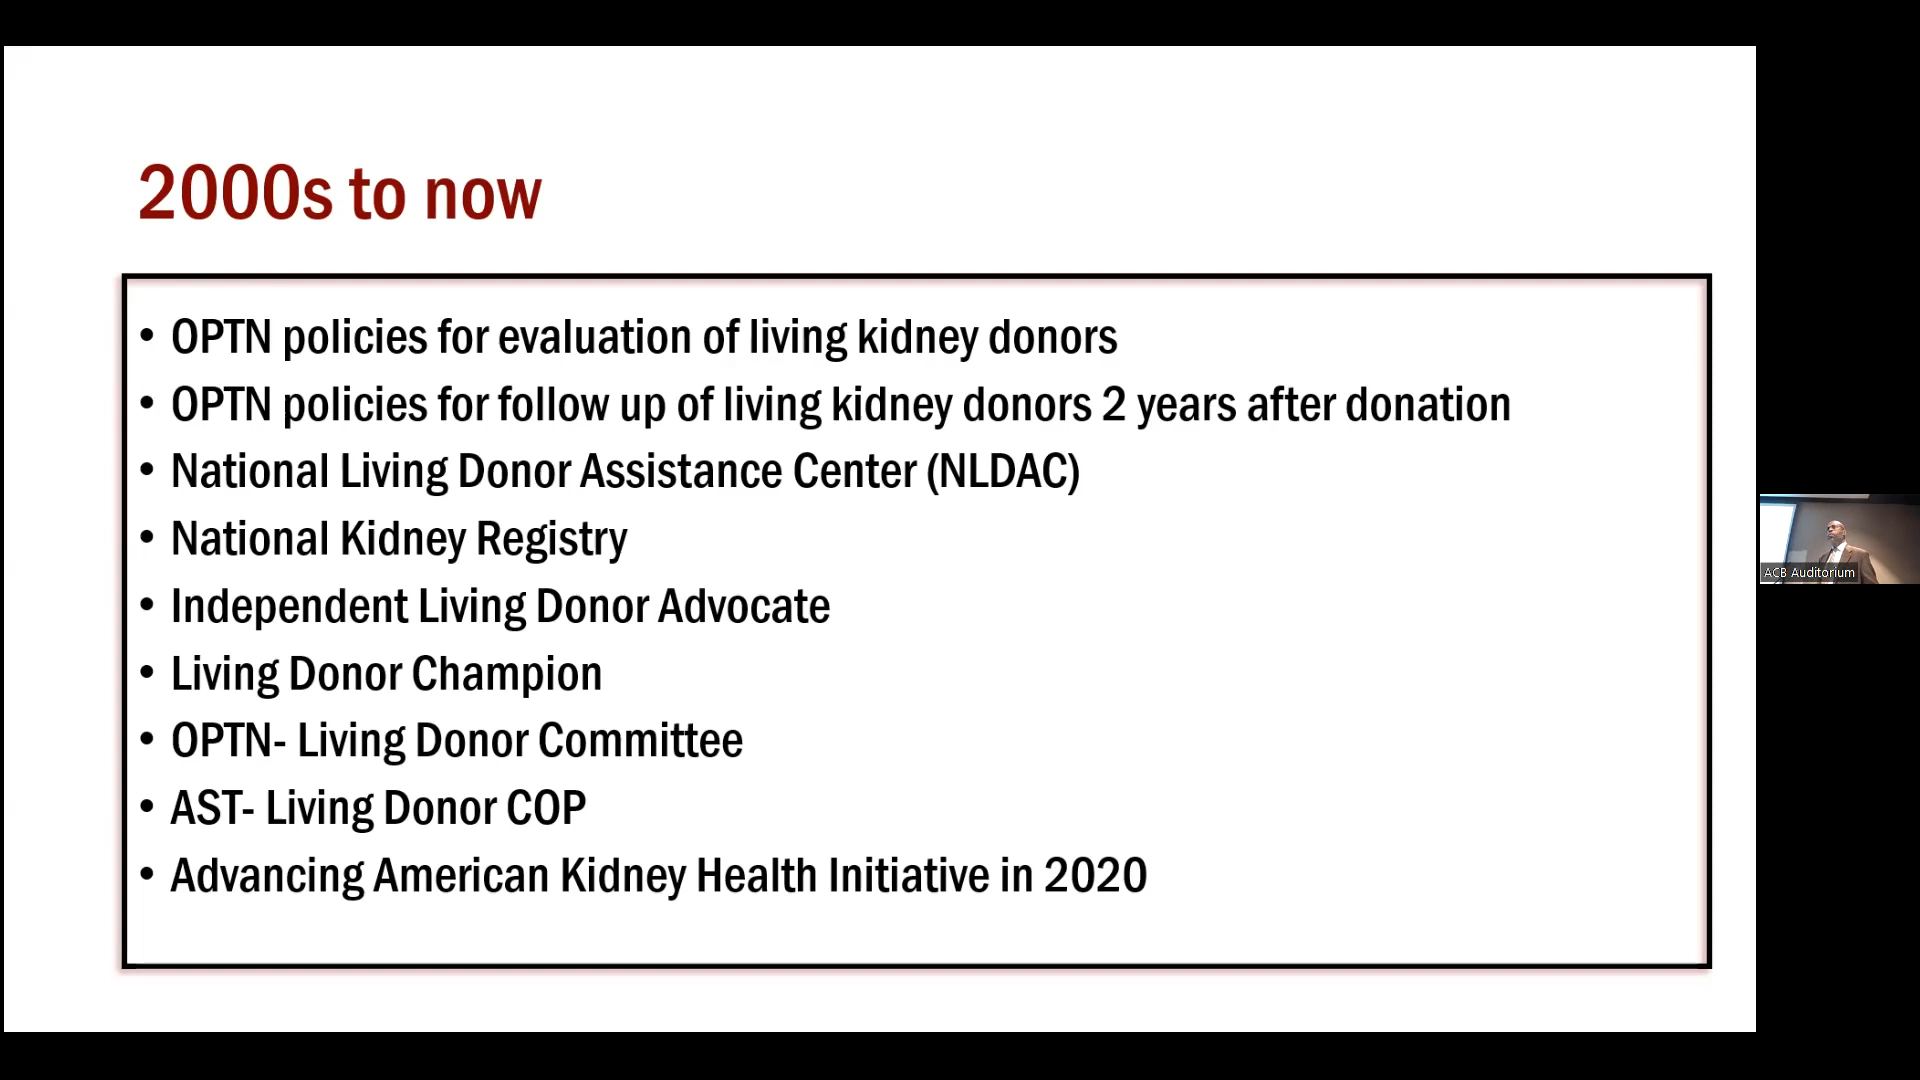 2000s to now
• OPTN policies for evaluation of living kidney donors
• OPTN policies for follow up of living kidney donors 2 years after donation
• National Living Donor Assistance Center (NLDAC)
• National Kidney Registry
• Independent Living Donor Advocate
• Living Donor Champion
• OPTN- Living Donor Committee
• AST- Living Donor COP
• Advancing American Kidney Health Initiative in 2020
ACB Auditorium